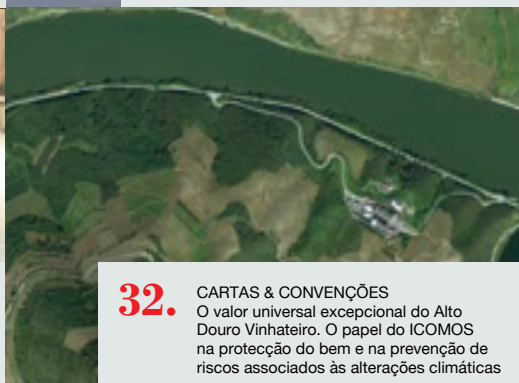 32.
CARTAS & CONVENÇÕES
O valor universal excepcional do Alto
Douro Vinhateiro. O papel do ICOMOS
na protecção do bem e na prevenção de
riscos associados às alterações climáticas